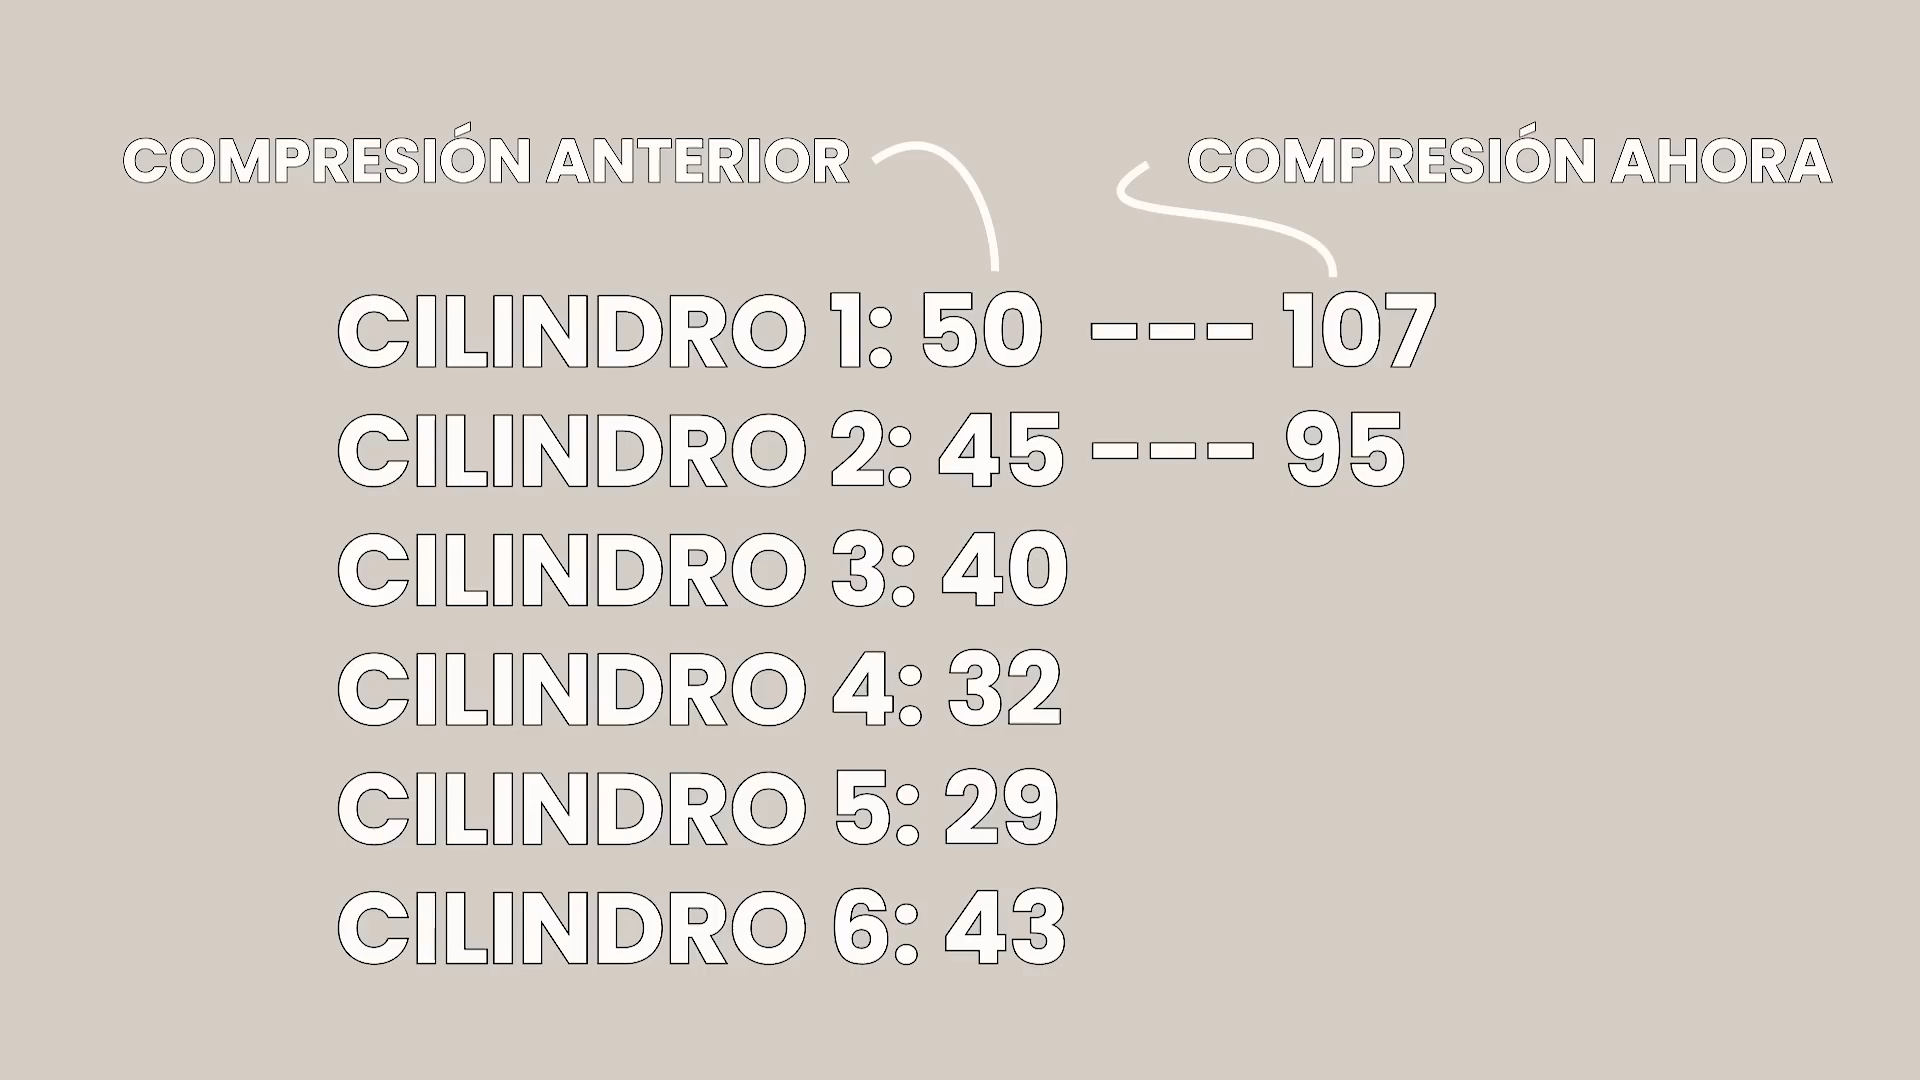 COMPRESIÓN ANTERIOR COMPRESIÓN AHORA
CILINDRO 1: 50 --- 107
CILINDRO 2: 45 --- 95
CILINDRO 3: 40
CILINDRO 4: 32
CILINDRO 5: 29
CILINDRO 6: 43